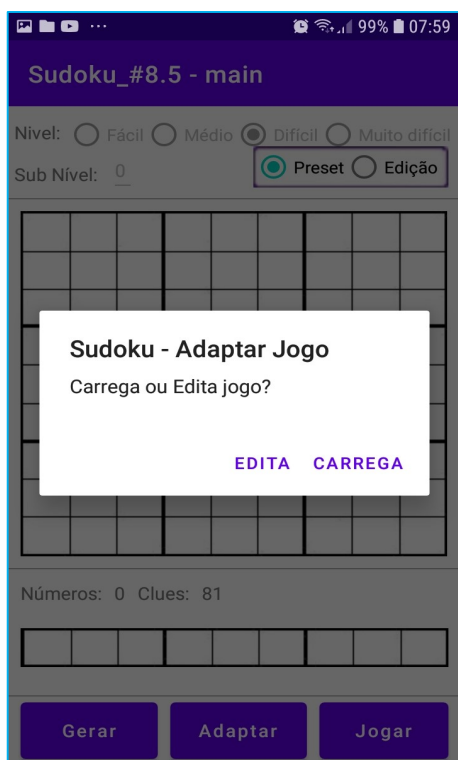 99% 07:59
Sudoku_#8.5 - main
Nivel: Fácil Médio Difícil Muito difícil
Sub Nível: 0 Preset Edição
Sudoku - Adaptar Jogo
Carrega ou Edita jogo?
EDITA CARREGA
Números: 0 Clues: 81
Gerar Adaptar Jogar